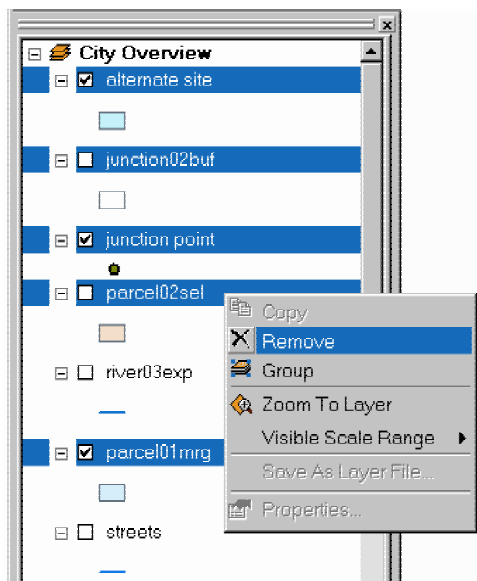 City Overview
alternate site
junction02buf
junction point
parcel02sel
Copy
Remove
river03exp
Group
Zoom To Layer
Visible Scale Range
parcel01mrg
Save As Layer File...
Properties...
streets